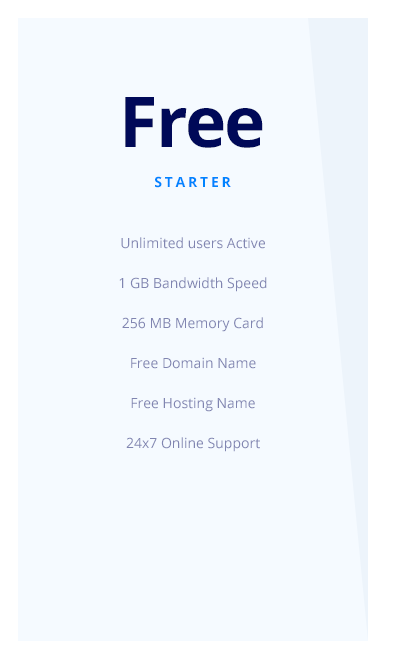 Free
STARTER
Unlimited users Active
1 GB Bandwidth Speed
256 MB Memory Card
Free Domain Name
Free Hosting Name
24x7 Online Support